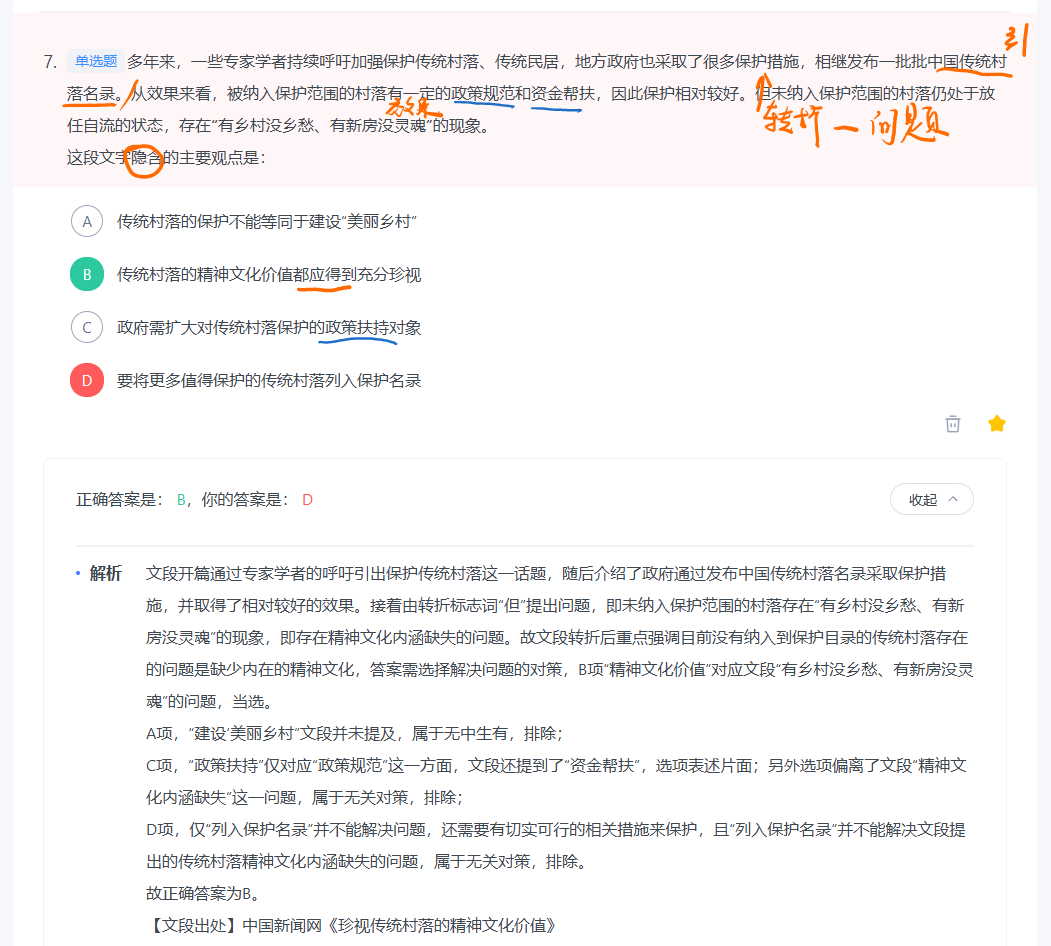 引
7. 单选题 多年来，一些专家学者持续呼吁加强保护传统村落、传统民居，地方政府也采取了很多保护措施，相继发布一批批中国传统村
落名录。从效果来看，被纳入保护范围的村落有一定的政策规范和资金帮扶，因此保护相对较好。但未纳入保护范围的村落仍处于放
效果
转折—问题
任自流的状态，存在“有乡村没乡愁、有新房没灵魂”的现象。
这段文字隐含的主要观点是：
A 传统村落的保护不能等同于建设“美丽乡村”
B 传统村落的精神文化价值都应得到充分珍视
C 政府需扩大对传统村落保护的政策扶持对象
D 要将更多值得保护的传统村落列入保护名录
正确答案是： B， 你的答案是： D
收起
解析 文段开篇通过专家学者的呼吁引出保护传统村落这一话题，随后介绍了政府通过发布中国传统村落名录采取保护措
施，并取得了相对较好的效果。接着由转折标志词“但”提出问题，即未纳入保护范围的村落存在“有乡村没乡愁、有新
房没灵魂”的现象，即存在精神文化内涵缺失的问题。故文段转折后重点强调目前没有纳入到保护目录的传统村落存在
的问题是缺少内在的精神文化，答案需选择解决问题的对策，B项“精神文化价值”对应文段“有乡村没乡愁、有新房没灵
魂”的问题，当选。
A项，“建设‘美丽乡村”文段并未提及，属于无中生有，排除；
C项，“政策扶持”仅对应“政策规范”这一方面，文段还提到了“资金帮扶”，选项表述片面；另外选项偏离了文段“精神文
化内涵缺失”这一问题，属于无关对策，排除；
D项，仅“列入保护名录”并不能解决问题，还需要有切实可行的相关措施来保护，且“列入保护名录”并不能解决文段提
出的传统村落精神文化内涵缺失的问题，属于无关对策，排除。
故正确答案为B。
【文段出处】中国新闻网《珍视传统村落的精神文化价值》